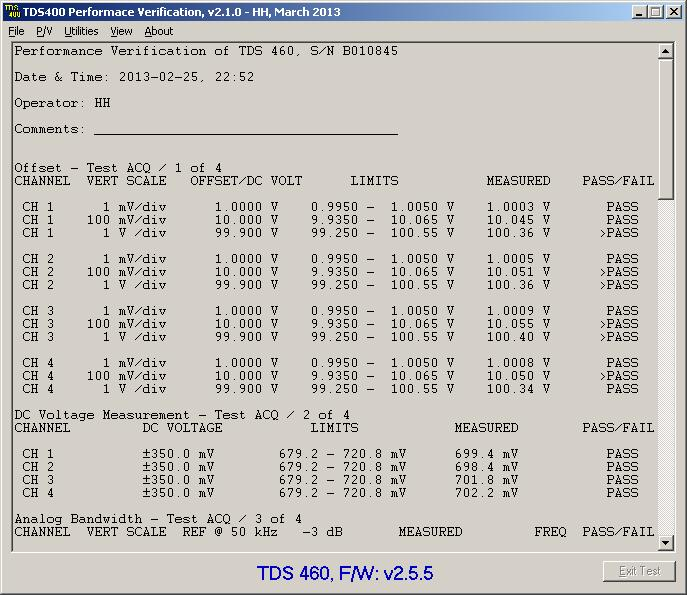 TDS 400
TDS400 Performace Verification, v2.1.0 - HH, March 2013
File P/V Utilities View About
Performance Verification of TDS 460, S/N B010845
Date & Time: 2013-02-25, 22:52
Operator: HH
Comments: ______________________________________
Offset - Test ACQ / 1 of 4
CHANNEL VERT SCALE OFFSET/DC VOLT LIMITS MEASURED PASS/FAIL
CH 1 1 mV/div 1.0000 V 0.9950 - 1.0050 V 1.0003 V PASS
CH 1 100 mV/div 10.000 V 9.9350 - 10.065 V 10.045 V PASS
CH 1 1 V /div 99.900 V 99.250 - 100.55 V 100.36 V >PASS
CH 2 1 mV/div 1.0000 V 0.9950 - 1.0050 V 1.0005 V PASS
CH 2 100 mV/div 10.000 V 9.9350 - 10.065 V 10.051 V >PASS
CH 2 1 V /div 99.900 V 99.250 - 100.55 V 100.36 V >PASS
CH 3 1 mV/div 1.0000 V 0.9950 - 1.0050 V 1.0009 V PASS
CH 3 100 mV/div 10.000 V 9.9350 - 10.065 V 10.055 V >PASS
CH 3 1 V /div 99.900 V 99.250 - 100.55 V 100.40 V >PASS
CH 4 1 mV/div 1.0000 V 0.9950 - 1.0050 V 1.0008 V PASS
CH 4 100 mV/div 10.000 V 9.9350 - 10.065 V 10.050 V >PASS
CH 4 1 V /div 99.900 V 99.250 - 100.55 V 100.34 V >PASS
DC Voltage Measurement - Test ACQ / 2 of 4
CHANNEL DC VOLTAGE LIMITS MEASURED PASS/FAIL
CH 1 ±350.0 mV 679.2 - 720.8 mV 699.4 mV PASS
CH 2 ±350.0 mV 679.2 - 720.8 mV 698.4 mV PASS
CH 3 ±350.0 mV 679.2 - 720.8 mV 701.8 mV PASS
CH 4 ±350.0 mV 679.2 - 720.8 mV 702.2 mV PASS
Analog Bandwidth - Test ACQ / 3 of 4
CHANNEL VERT SCALE REF @ 50 kHz -3 dB MEASURED FREQ PASS/FAIL
TDS 460, F/W: v2.5.5
Exit Test